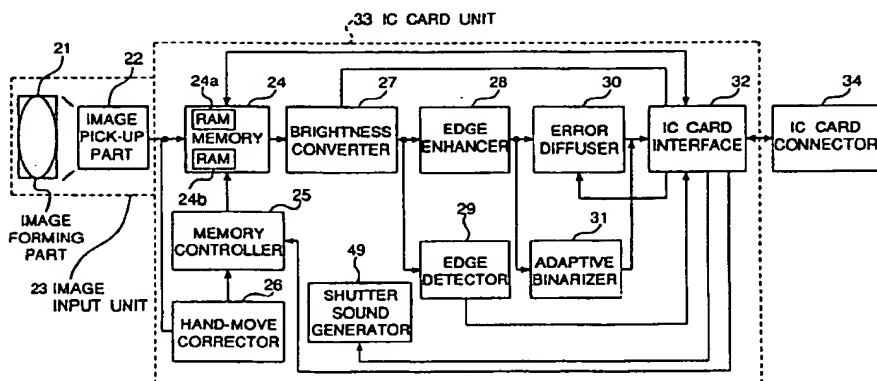 33 IC CARD UNIT
21
22
24a
24
27
28
30
32
34
IMAGE
PICK-UP
PART
RAM
MEMORY
RAM
BRIGHTNESS
CONVERTER
EDGE
ENHANCER
ERROR
DIFFUSER
IC CARD
INTERFACE
IC CARD
CONNECTOR
24b
25
IMAGE
FORMING
PART
MEMORY
CONTROLLER
29
EDGE
DETECTOR
31
ADAPTIVE
BINARIZER
49
SHUTTER
SOUND
GENERATOR
23 IMAGE
INPUT UNIT
26
HAND-MOVE
CORRECTOR